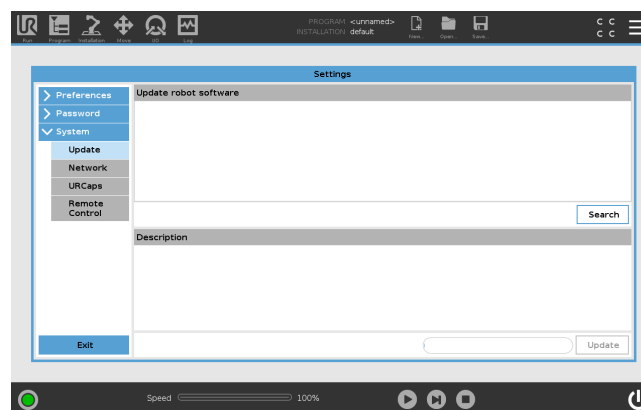 PROGRAM <unnamed>
INSTALLATION default
Run Program Installation Move I/O Log New... Open... Save...
C C
C C
Settings
Preferences
Password
System
Update
Network
URCaps
Remote
Control
Exit
Update robot software
Search
Description
Update
Speed 100%